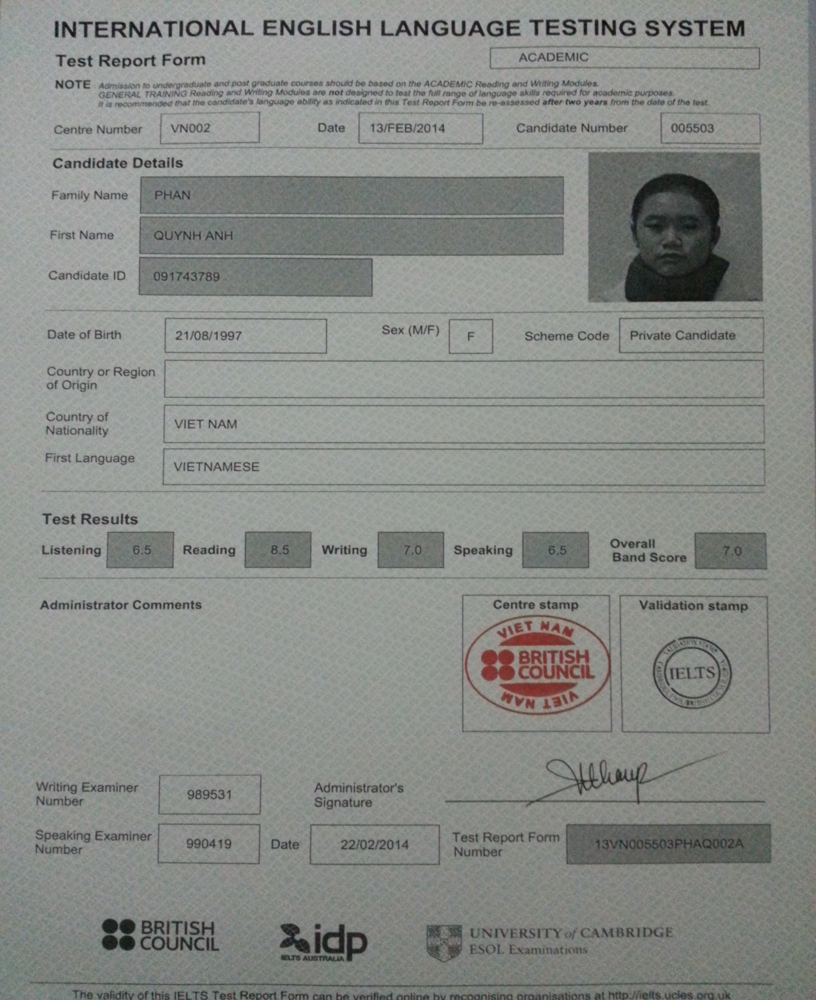 INTERNATIONAL ENGLISH LANGUAGE TESTING SYSTEM
Test Report Form
ACADEMIC
NOTE Admission to undergraduate and post graduate courses should be based on the ACADEMIC Reading and Writing Modules.
GENERAL TRAINING Reading and Writing Modules are not designed to test the full range of language skills required for academic purposes.
It is recommended that the candidate's language ability as indicated in this Test Report Form be re-assessed after two years from the date of the test.
Centre Number VN002 Date 13/FEB/2014 Candidate Number 005503
Candidate Details
Family Name PHAN
First Name QUYNH ANH
Candidate ID 091743789
Date of Birth 21/08/1997 Sex (M/F) F Scheme Code Private Candidate
Country or Region
of Origin
Country of
Nationality
VIET NAM
First Language
VIETNAMESE
Test Results
Listening 6.5 Reading 8.5 Writing 7.0 Speaking 6.5 Overall
Band Score 7.0
Administrator Comments
Centre stamp
VIET NAM
BRITISH
COUNCIL
VIET NAM
Validation stamp
VALIDATION STAMP
IELTS
Writing Examiner
Number
989531
Administrator's
Signature
Speaking Examiner
Number
990419
Date 22/02/2014
Test Report Form
Number
13VN005503PHAQ002A
BRITISH
COUNCIL
idp
IELTS AUSTRALIA
UNIVERSITY of CAMBRIDGE
ESOL Examinations
The validity of this IELTS Test Report Form can be verified online by recognising organisations at http://ielts.ucles.org.uk